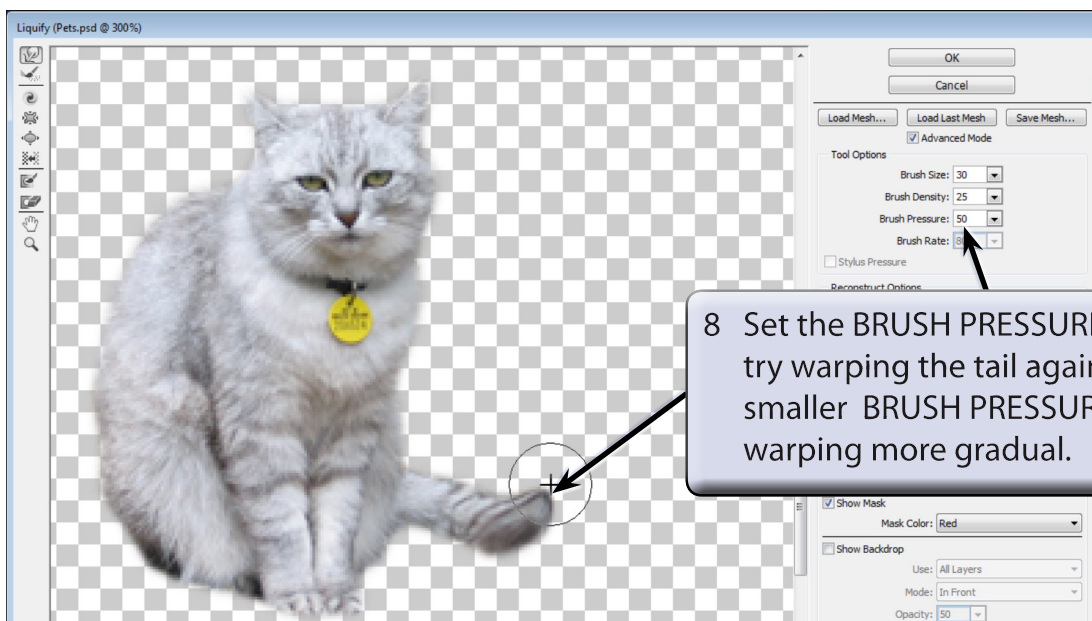 Liquify (Pets.psd @ 300%)
OK
Cancel
Load Mesh... Load Last Mesh Save Mesh...
Advanced Mode
Tool Options
Brush Size: 30
Brush Density: 25
Brush Pressure: 50
Brush Rate:
Stylus Pressure
Reconstruct Options
8 Set the BRUSH PRESSURE
try warping the tail again
smaller BRUSH PRESSUR
warping more gradual.
Show Mask
Mask Color: Red
Show Backdrop
Use: All Layers
Mode: In Front
Opacity: 50